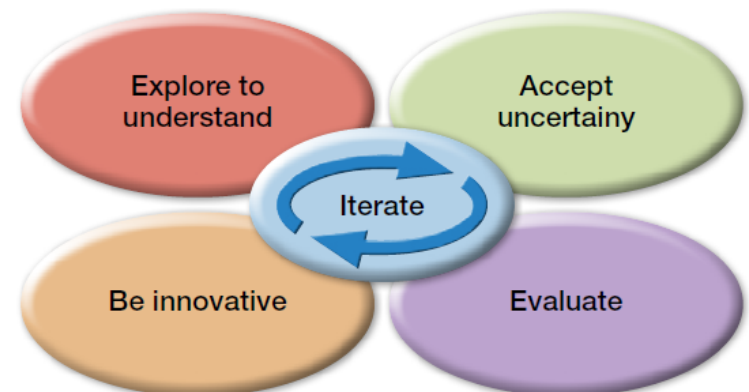 Explore to
understand
Accept
uncertainy
Iterate
Be innovative
Evaluate